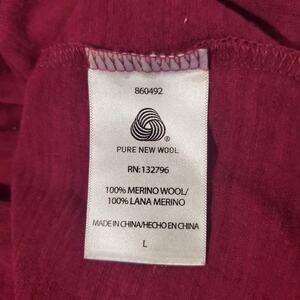 860492
®
PURE NEW WOOL
RN:132796
100% MERINO WOOL/
100% LANA MERINO
MADE IN CHINA/HECHO EN CHINA
L